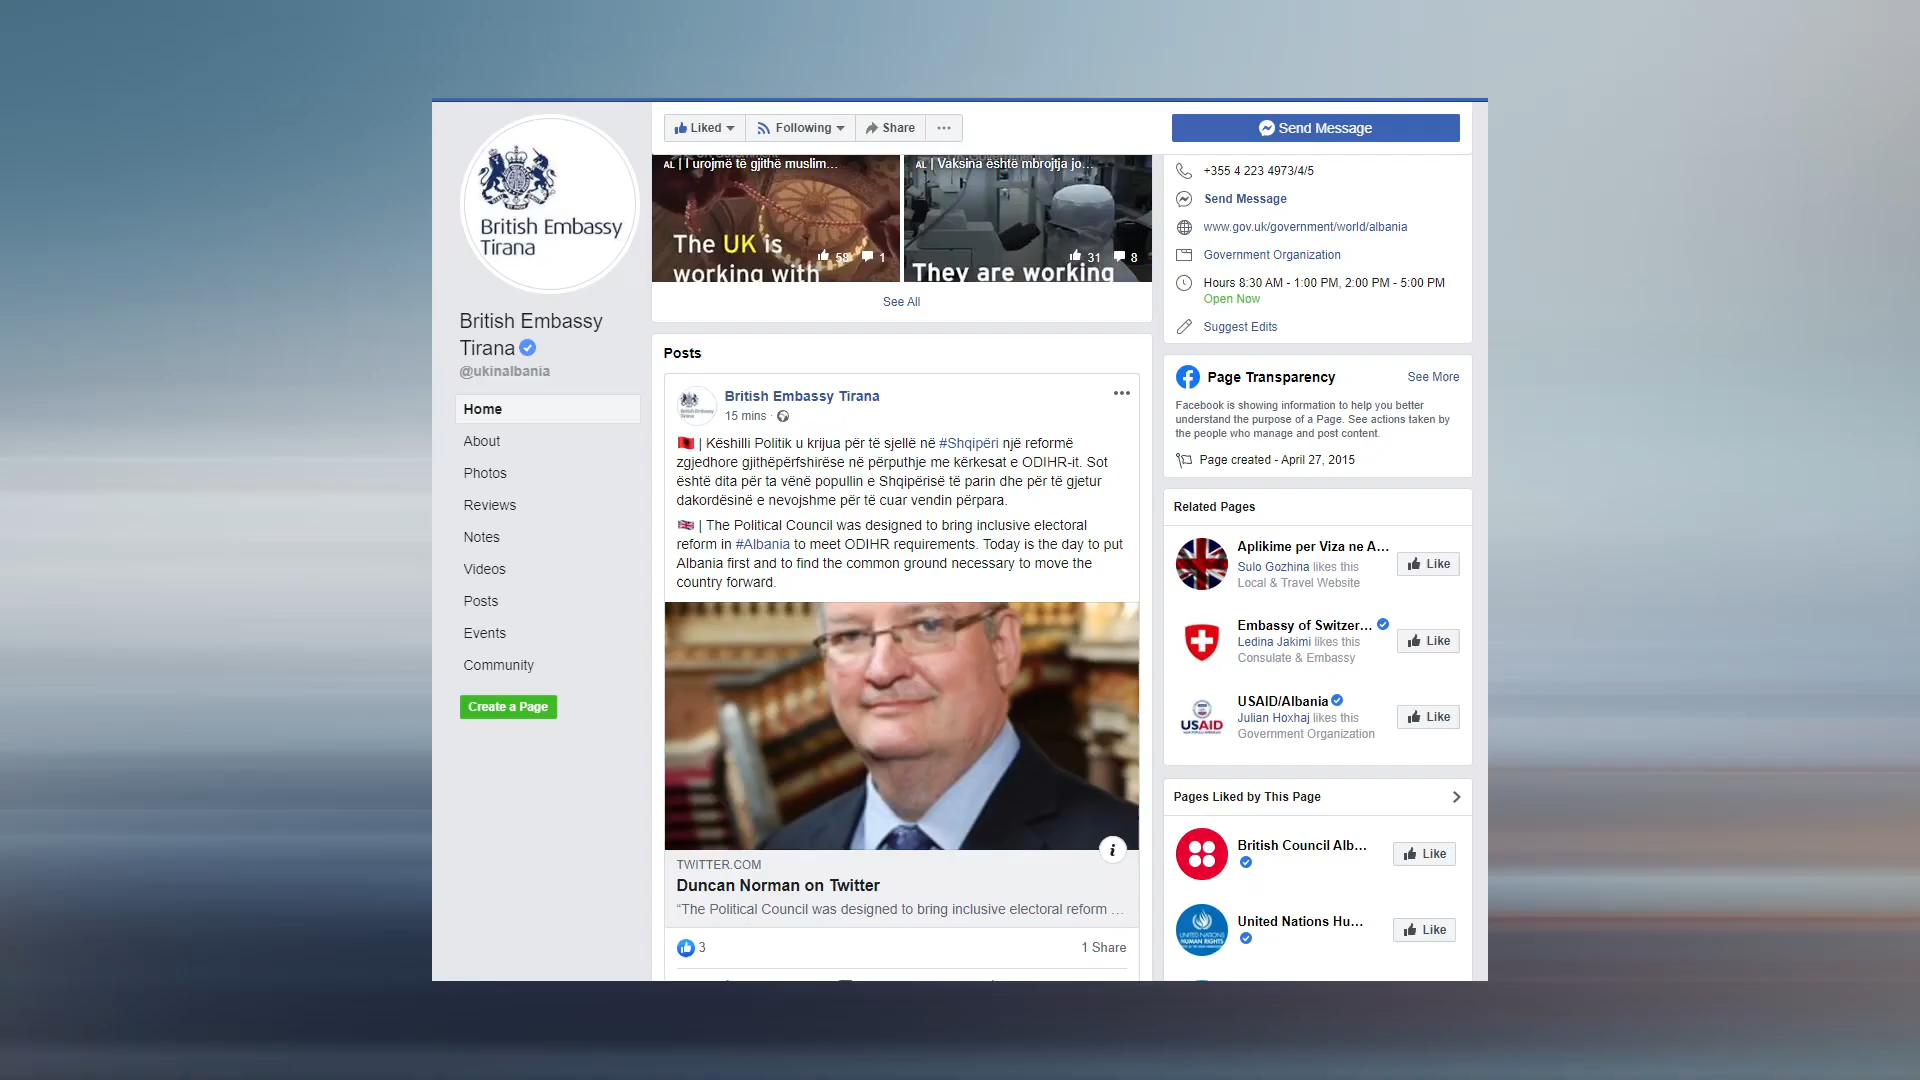 British Embassy
Tirana
British Embassy
Tirana
@ukinalbania
Home
About
Photos
Reviews
Notes
Videos
Posts
Events
Community
Create a Page
Liked
Following
Share
AL | I urojmë të gjithë muslim...
The UK is
working with
58
1
AL | Vaksina është mbrojtja jo...
They are working
31
8
See All
Posts
British Embassy Tirana
15 mins ·
| Këshilli Politik u krijua për të sjellë në #Shqipëri një reformë
zgjedhore gjithëpërfshirëse në përputhje me kërkesat e ODIHR-it. Sot
është dita për ta vënë popullin e Shqipërisë të parin dhe për të gjetur
dakordësinë e nevojshme për të cuar vendin përpara.
| The Political Council was designed to bring inclusive electoral
reform in #Albania to meet ODIHR requirements. Today is the day to put
Albania first and to find the common ground necessary to move the
country forward.
TWITTER.COM
Duncan Norman on Twitter
“The Political Council was designed to bring inclusive electoral reform ...
3
1 Share
Send Message
+355 4 223 4973/4/5
Send Message
www.gov.uk/government/world/albania
Government Organization
Hours 8:30 AM - 1:00 PM, 2:00 PM - 5:00 PM
Open Now
Suggest Edits
Page Transparency
See More
Facebook is showing information to help you better
understand the purpose of a Page. See actions taken by
the people who manage and post content.
Page created - April 27, 2015
Related Pages
Aplikime per Viza ne A...
Sulo Gozhina likes this
Local & Travel Website
Like
Embassy of Switzer...
Ledina Jakimi likes this
Consulate & Embassy
Like
USAID
USAID/Albania
Julian Hoxhaj likes this
Government Organization
Like
Pages Liked by This Page
British Council Alb...
Like
UNITED NATIONS
HUMAN RIGHTS
United Nations Hu...
Like